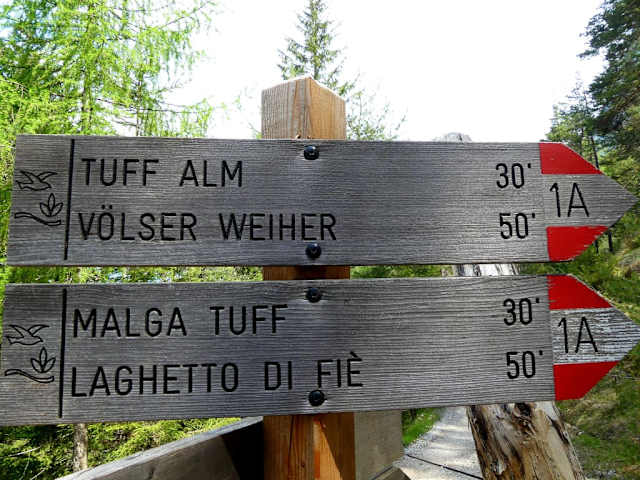 TUFF ALM 30'
VÖLSER WEIHER 50'
1A
MALGA TUFF 30'
LAGHETTO DI FIÈ 50'
1A